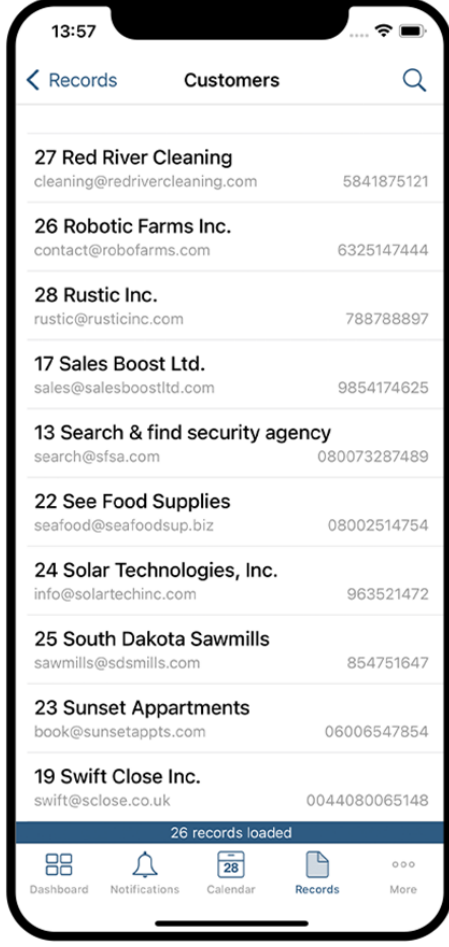 13:57
Records
Customers
27 Red River Cleaning
cleaning@redrivercleaning.com 5841875121
26 Robotic Farms Inc.
contact@robofarms.com 6325147444
28 Rustic Inc.
rustic@rusticinc.com 788788897
17 Sales Boost Ltd.
sales@salesboostltd.com 9854174625
13 Search & find security agency
search@sfsa.com 080073287489
22 See Food Supplies
seafood@seafoodsup.biz 08002514754
24 Solar Technologies, Inc.
info@solartechinc.com 963521472
25 South Dakota Sawmills
sawmills@sdsmills.com 854751647
23 Sunset Appartments
book@sunsetappts.com 06006547854
19 Swift Close Inc.
swift@sclose.co.uk 0044080065148
26 records loaded
28
Dashboard Notifications Calendar Records More